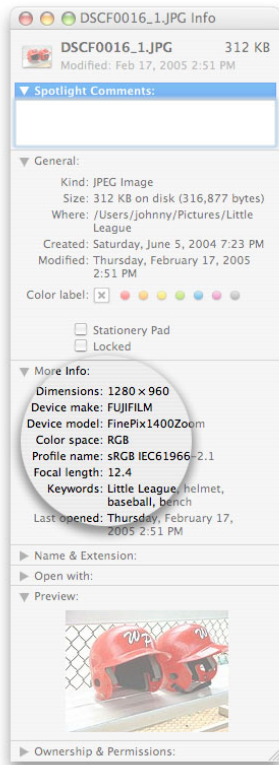 DSCF0016_1.JPG Info
DSCF0016_1.JPG 312 KB
Modified: Feb 17, 2005 2:51 PM
Spotlight Comments:
General:
Kind: JPEG Image
Size: 312 KB on disk (316,877 bytes)
Where: /Users/johnny/Pictures/Little
League
Created: Saturday, June 5, 2004 7:23 PM
Modified: Thursday, February 17, 2005
2:51 PM
Color label:
Stationery Pad
Locked
More Info:
Dimensions: 1280 × 960
Device make: FUJIFILM
Device model: FinePix1400Zoom
Color space: RGB
Profile name: sRGB IEC61966-2.1
Focal length: 12.4
Keywords: Little League, helmet,
baseball, bench
Last opened: Thursday, February 17,
2005 2:51 PM
Name & Extension:
Open with:
Preview:
WP
Ownership & Permissions: